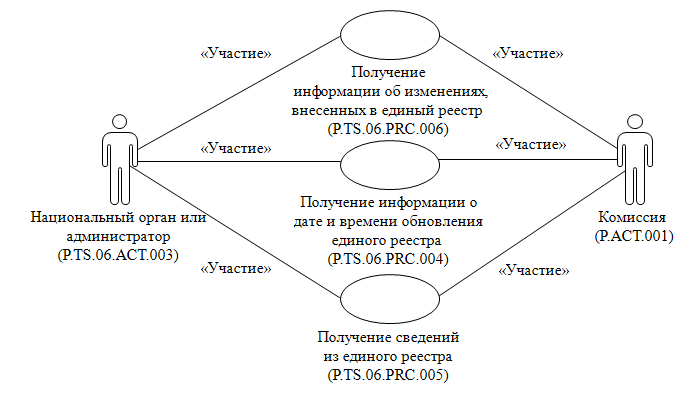 «Участие»
«Участие»
Получение
информации об изменениях,
внесенных в единый реестр
(P.TS.06.PRC.006)
«Участие»
«Участие»
Получение информации о
дате и времени обновления
единого реестра
(P.TS.06.PRC.004)
Национальный орган или
администратор
(P.TS.06.ACT.003)
Комиссия
(P.ACT.001)
«Участие»
«Участие»
Получение сведений
из единого реестра
(P.TS.06.PRC.005)